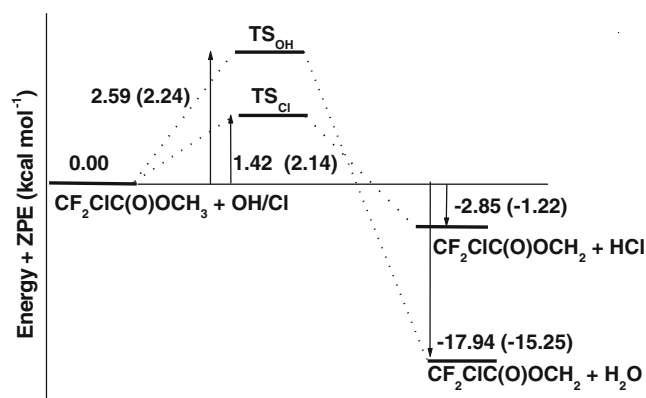 TS_OH
2.59 (2.24)
TS_Cl
0.00
1.42 (2.14)
CF₂ClC(O)OCH₃ + OH/Cl
-2.85 (-1.22)
CF₂ClC(O)OCH₂ + HCl
-17.94 (-15.25)
CF₂ClC(O)OCH₂ + H₂O
Energy + ZPE (kcal mol⁻¹)